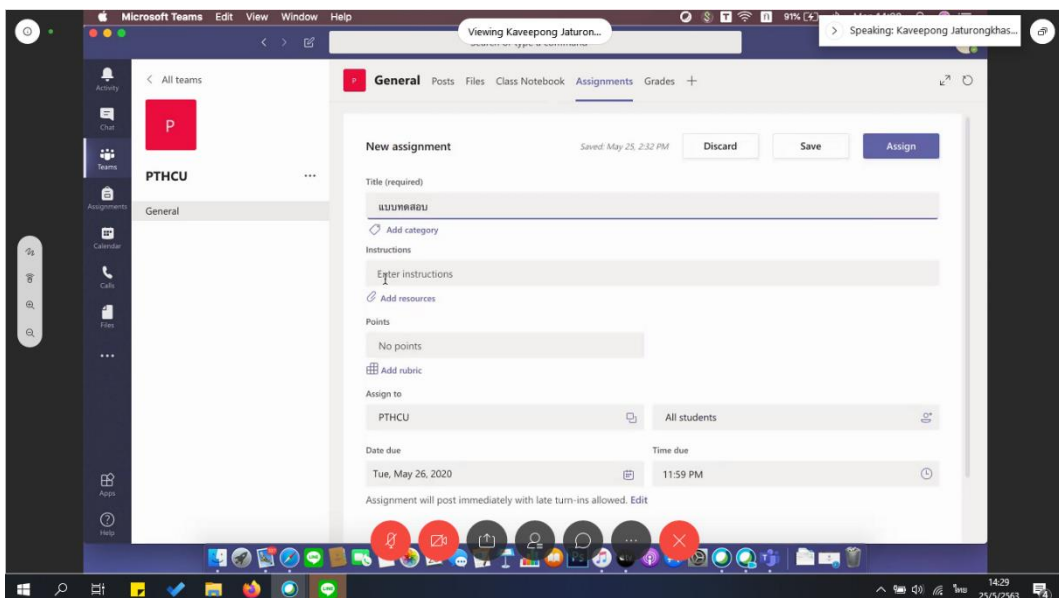 Microsoft Teams Edit View Window Help
91%
Viewing Kaveepong Jaturon...
Speaking: Kaveepong Jaturongkhas...
Activity
Chat
Teams
Assignments
Calendar
Calls
Files
Apps
Help
All teams
P
PTHCU
General
P General Posts Files Class Notebook Assignments Grades
New assignment
Saved: May 25, 2:32 PM
Discard
Save
Assign
Title (required)
แบบทดสอบ
Add category
Instructions
Enter instructions
Add resources
Points
No points
Add rubric
Assign to
PTHCU
All students
Date due
Time due
Tue, May 26, 2020
11:59 PM
Assignment will post immediately with late turn-ins allowed. Edit
ไทย
14:29
25/5/2563